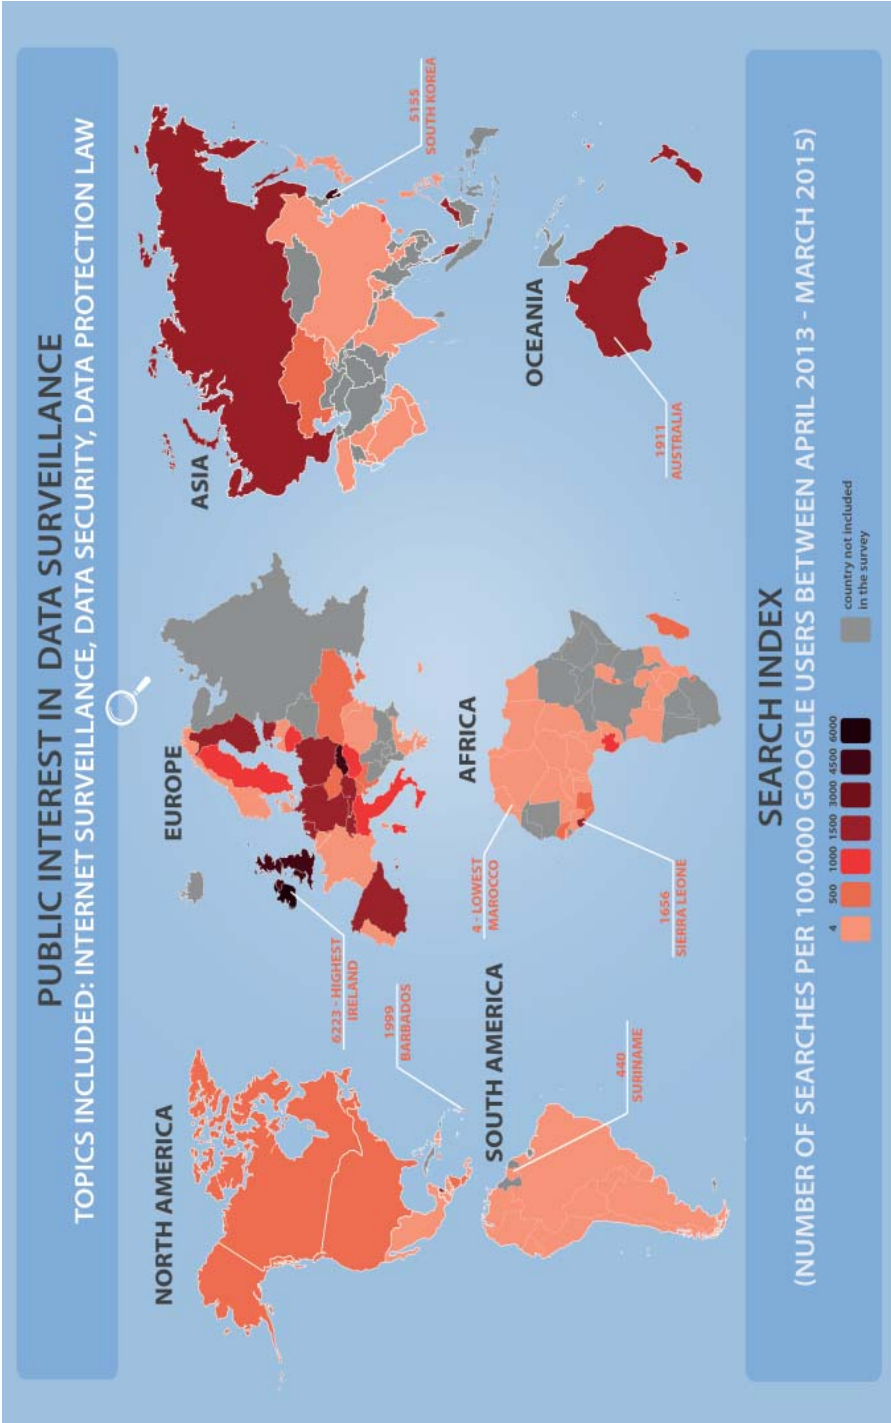 PUBLIC INTEREST IN DATA SURVEILLANCE
TOPICS INCLUDED: INTERNET SURVEILLANCE, DATA SECURITY, DATA PROTECTION LAW
NORTH AMERICA
EUROPE
ASIA
6223 - HIGHEST
IRELAND
1999
BARBADOS
5155
SOUTH KOREA
SOUTH AMERICA
AFRICA
OCEANIA
4 - LOWEST
MAROCCO
440
SURINAME
1656
SIERRA LEONE
1911
AUSTRALIA
SEARCH INDEX
(NUMBER OF SEARCHES PER 100.000 GOOGLE USERS BETWEEN APRIL 2013 - MARCH 2015)
4 500 1000 1500 3000 4500 6000
country not included
in the survey